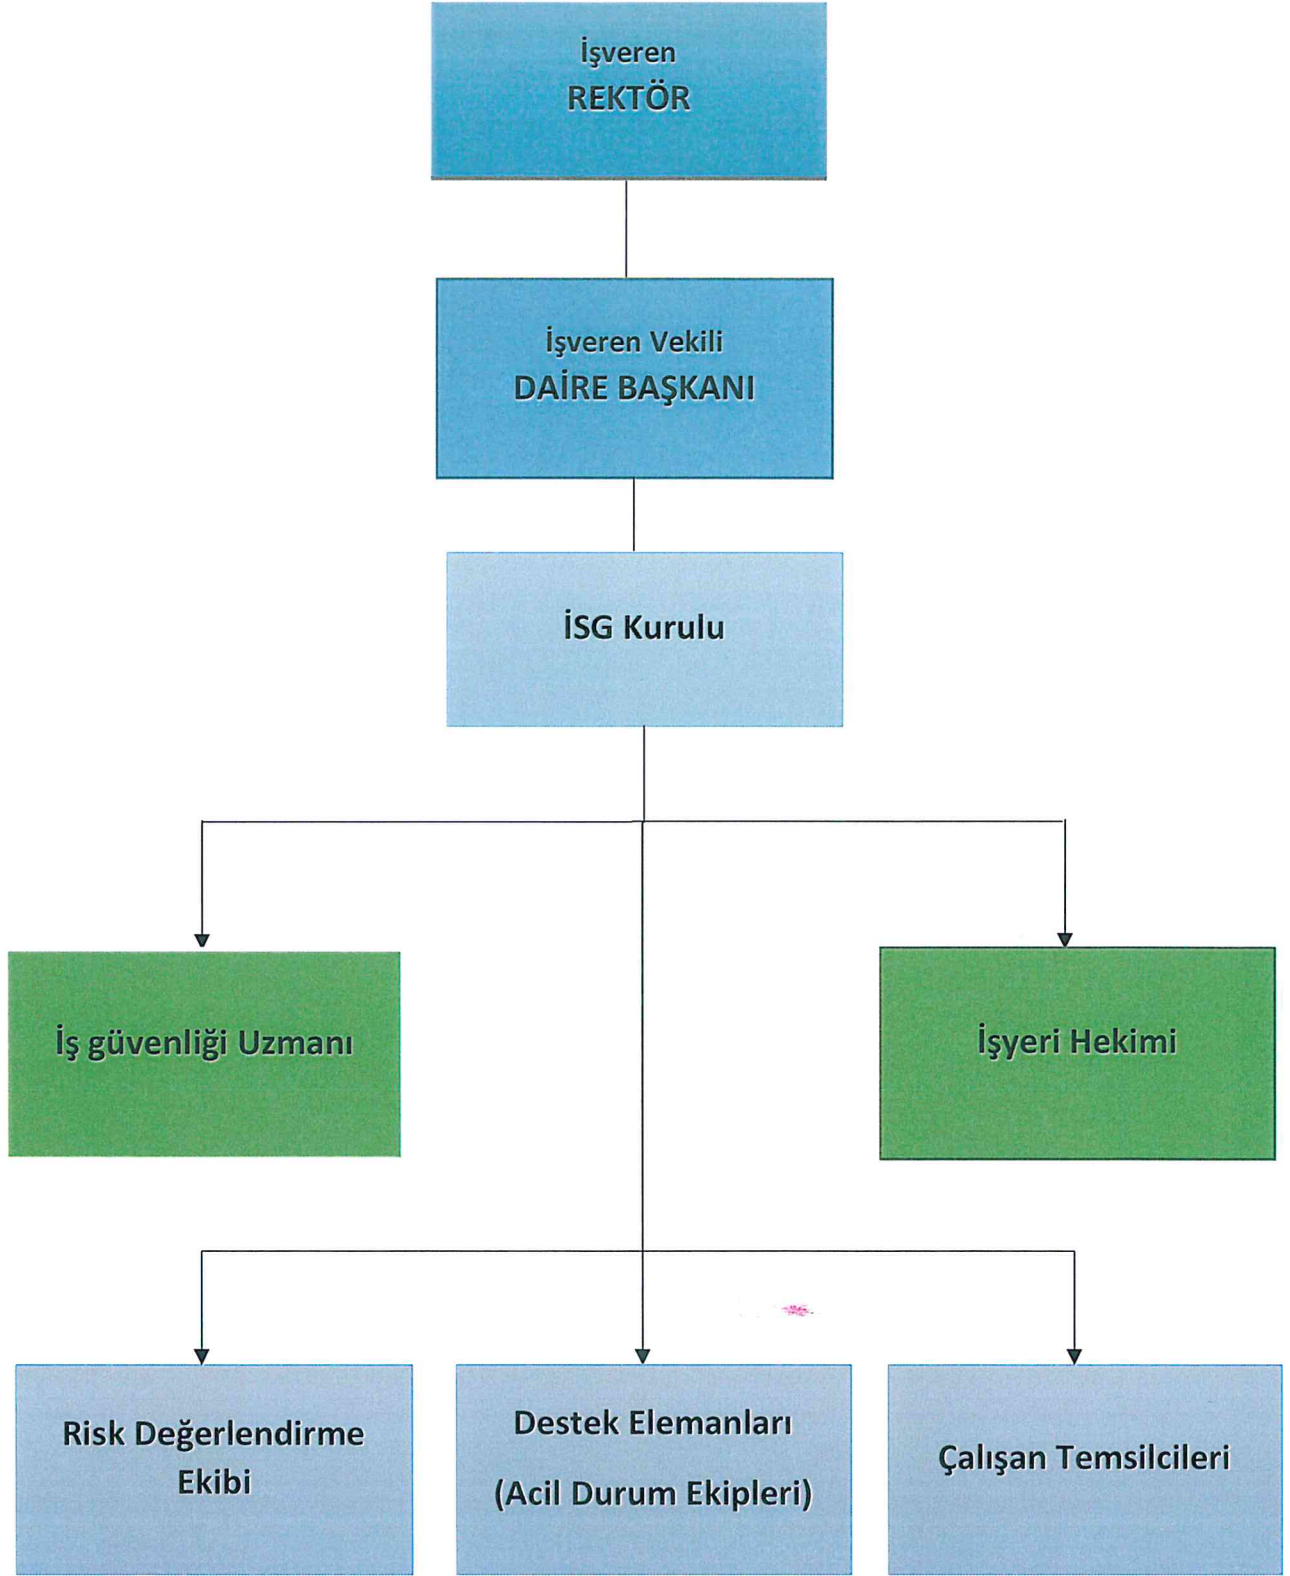 İşveren
REKTÖR
İşveren Vekili
DAİRE BAŞKANI
İSG Kurulu
İş güvenliği Uzmanı
İşyeri Hekimi
Risk Değerlendirme
Ekibi
Destek Elemanları
(Acil Durum Ekipleri)
Çalışan Temsilcileri